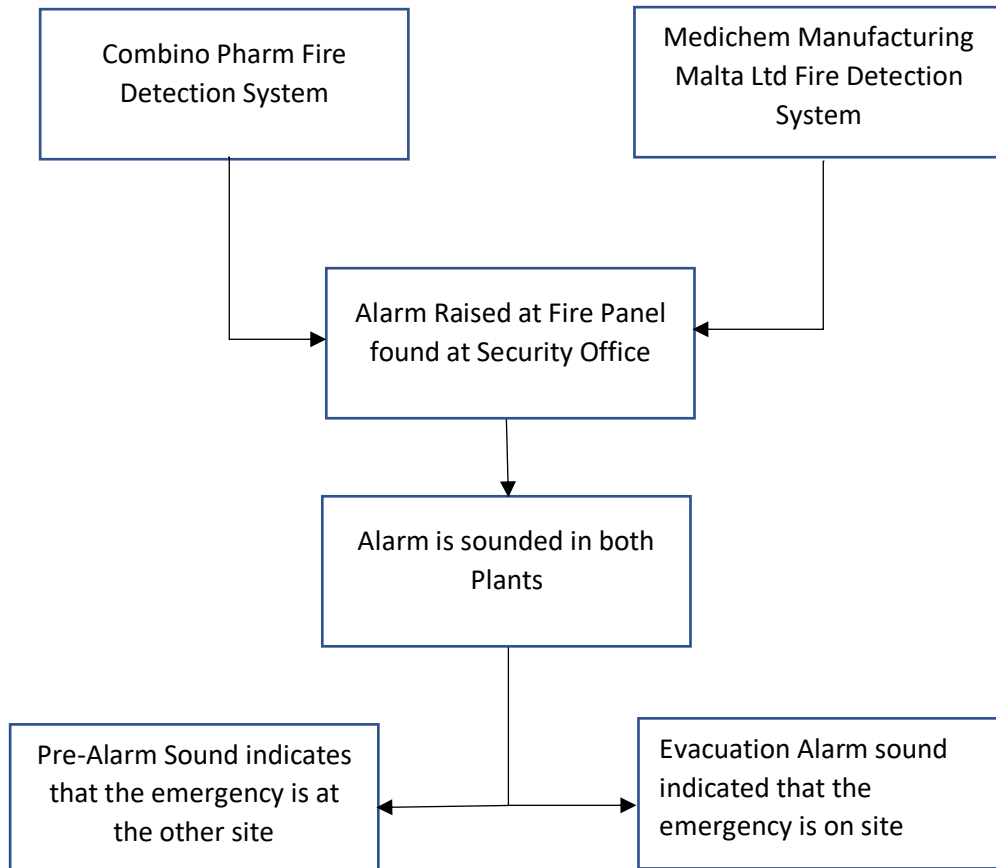 Combino Pharm Fire
Detection System
Medichem Manufacturing
Malta Ltd Fire Detection
System
Alarm Raised at Fire Panel
found at Security Office
Alarm is sounded in both
Plants
Pre-Alarm Sound indicates
that the emergency is at
the other site
Evacuation Alarm sound
indicated that the
emergency is on site